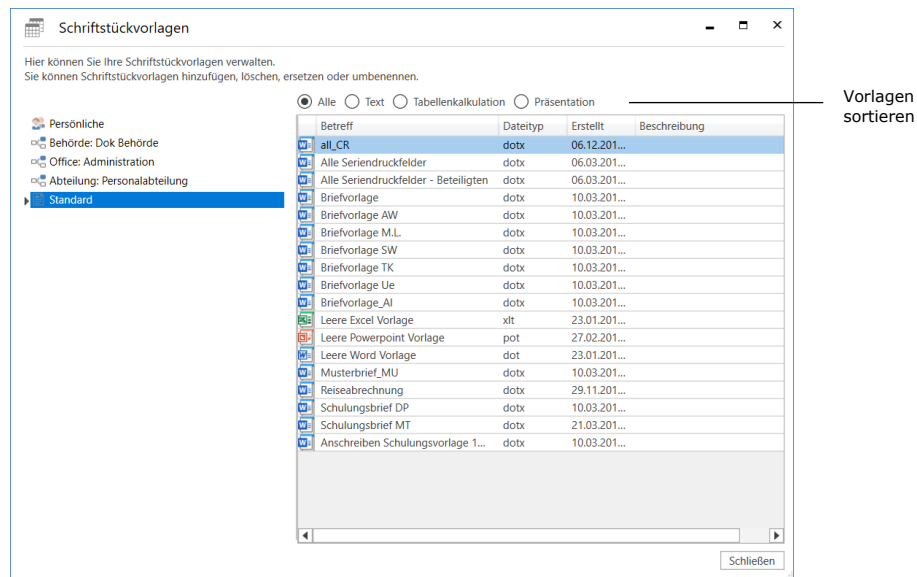 Schriftstückvorlagen
Hier können Sie Ihre Schriftstückvorlagen verwalten.
Sie können Schriftstückvorlagen hinzufügen, löschen, ersetzen oder umbenennen.
Alle Text Tabellenkalkulation Präsentation
Vorlagen
sortieren
Persönliche
Behörde: Dok Behörde
Office: Administration
Abteilung: Personalabteilung
Standard
Betreff Dateityp Erstellt Beschreibung
all_CR dotx 06.12.201...
Alle Seriendruckfelder dotx 06.03.201...
Alle Seriendruckfelder - Beteiligten dotx 06.03.201...
Briefvorlage dotx 10.03.201...
Briefvorlage AW dotx 10.03.201...
Briefvorlage M.L. dotx 10.03.201...
Briefvorlage SW dotx 10.03.201...
Briefvorlage TK dotx 10.03.201...
Briefvorlage Ue dotx 10.03.201...
Briefvorlage_AI dotx 10.03.201...
Leere Excel Vorlage xlt 23.01.201...
Leere Powerpoint Vorlage pot 27.02.201...
Leere Word Vorlage dot 23.01.201...
Musterbrief_MU dotx 10.03.201...
Reiseabrechnung dotx 29.11.201...
Schulungsbrief DP dotx 10.03.201...
Schulungsbrief MT dotx 21.03.201...
Anschreiben Schulungsvorlage 1... dotx 10.03.201...
Schließen